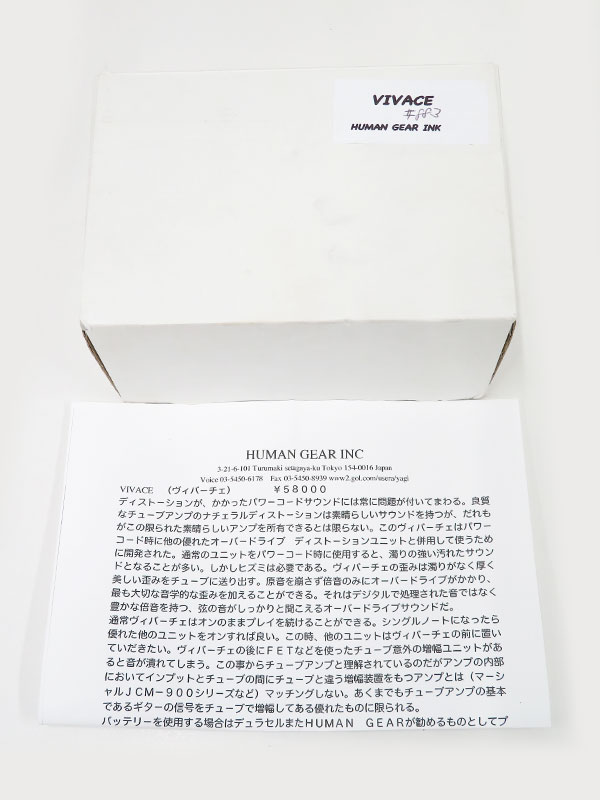 VIVACE
#883
HUMAN GEAR INK
HUMAN GEAR INC
3-21-6-101 Turumaki setagaya-ku Tokyo 154-0016 Japan
Voice 03-5450-6178 Fax 03-5450-8939 www2.gol.com/usera/yagi
VIVACE （ヴィバーチェ） ￥５８０００
ディストーションが、かかったパワーコードサウンドには常に問題が付いてまわる。良質
なチューブアンプのナチュラルディストーションは素晴らしいサウンドを持つが、だれも
がこの限られた素晴らしいアンプを所有できるとは限らない。このヴィバーチェはパワー
コード時に他の優れたオーバードライブ ディストーションユニットと併用して使うため
に開発された。通常のユニットをパワーコード時に使用すると、濁りの強い汚れたサウン
ドとなることが多い。しかしヒズミは必要である。ヴィバーチェの歪みは濁りがなく厚く
美しい歪みをチューブに送り出す。原音を崩さず倍音のみにオーバードライブがかかり、
最も大切な音学的な歪みを加えることができる。それはデジタルで処理された音ではなく
豊かな倍音を持つ、弦の音がしっかりと聞こえるオーバードライブサウンドだ。
通常ヴィバーチェはオンのままプレイを続けることができる。シングルノートになったら
優れた他のユニットをオンすれば良い。この時、他のユニットはヴィバーチェの前に置い
ていだきたい。ヴィバーチェの後にＦＥＴなどを使ったチューブ意外の増幅ユニットがあ
ると音が潰れてしまう。この事からチューブアンプと理解されているのだがアンプの内部
においてインプットとチューブの間にチューブと違う増幅装置をもつアンプとは（マーシ
ャルＪＣＭ－９００シリーズなど）マッチングしない。あくまでもチューブアンプの基本
であるギターの信号をチューブで増幅してある優れたものに限られる。
バッテリーを使用する場合はデュラセルまたＨＵＭＡＮ ＧＥＡＲが勧めるものとしてプ